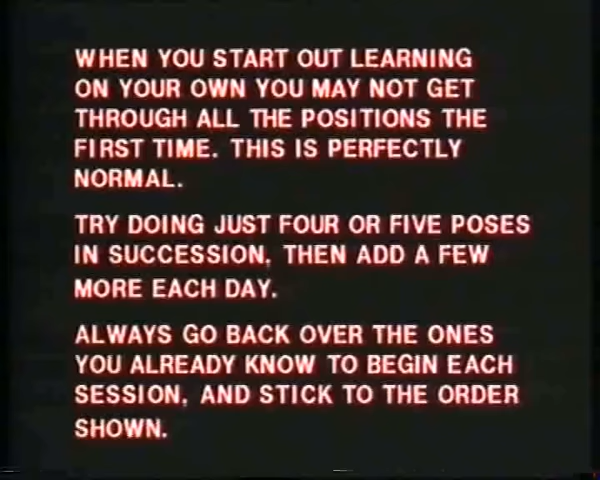 WHEN YOU START OUT LEARNING
ON YOUR OWN YOU MAY NOT GET
THROUGH ALL THE POSITIONS THE
FIRST TIME. THIS IS PERFECTLY
NORMAL.
TRY DOING JUST FOUR OR FIVE POSES
IN SUCCESSION, THEN ADD A FEW
MORE EACH DAY.
ALWAYS GO BACK OVER THE ONES
YOU ALREADY KNOW TO BEGIN EACH
SESSION, AND STICK TO THE ORDER
SHOWN.